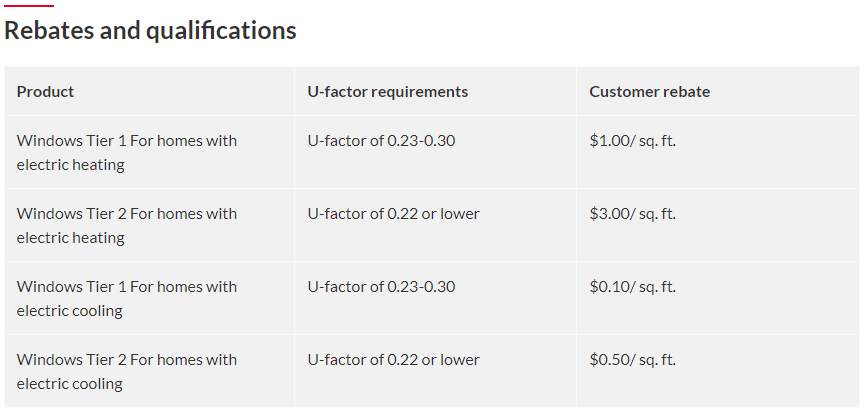 Rebates and qualifications
Product U-factor requirements Customer rebate
Windows Tier 1 For homes with electric heating U-factor of 0.23-0.30 $1.00/ sq. ft.
Windows Tier 2 For homes with electric heating U-factor of 0.22 or lower $3.00/ sq. ft.
Windows Tier 1 For homes with electric cooling U-factor of 0.23-0.30 $0.10/ sq. ft.
Windows Tier 2 For homes with electric cooling U-factor of 0.22 or lower $0.50/ sq. ft.